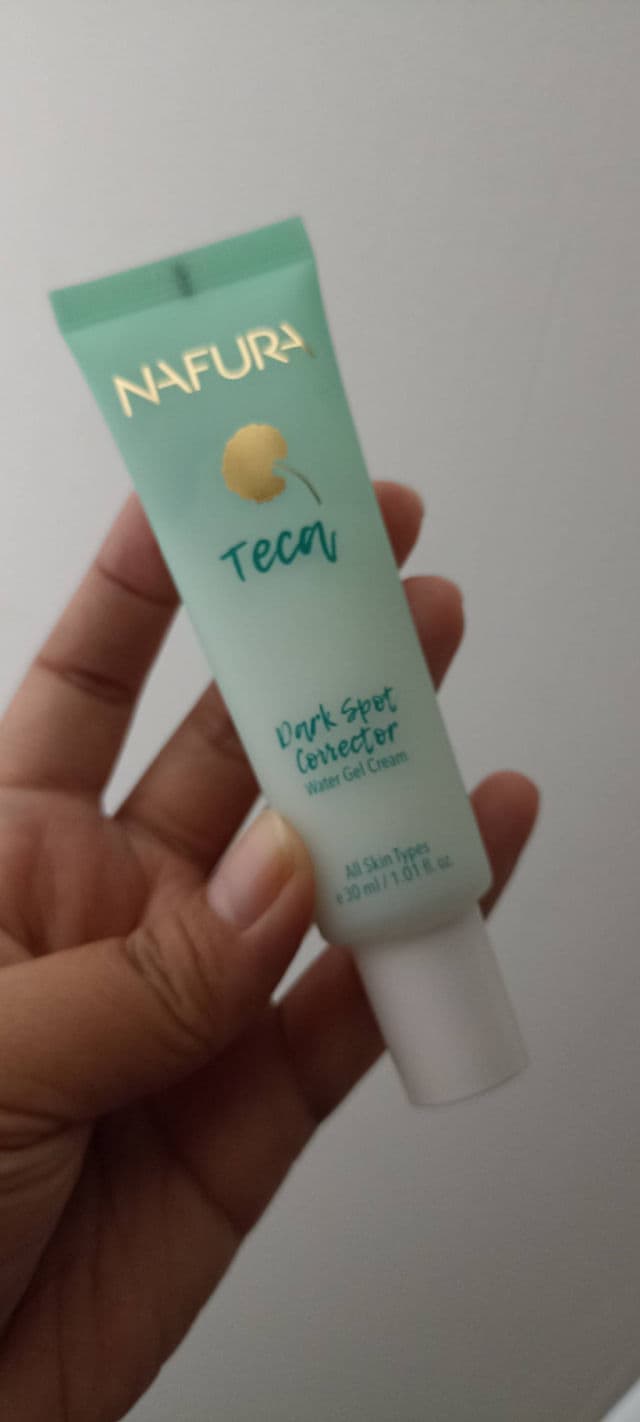 NAFURA
Teca
Dark Spot
Corrector
Water Gel Cream
All Skin Types
e 30 ml / 1.01 fl. oz.